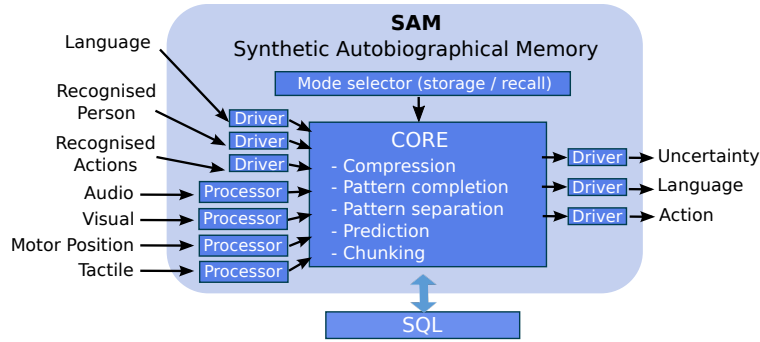 SAM
Synthetic Autobiographical Memory
Mode selector (storage / recall)
Language
Recognised
Person
Recognised
Actions
Audio
Visual
Motor Position
Tactile
Driver
Driver
Driver
Processor
Processor
Processor
Processor
CORE
- Compression
- Pattern completion
- Pattern separation
- Prediction
- Chunking
Driver
Driver
Driver
Uncertainty
Language
Action
SQL